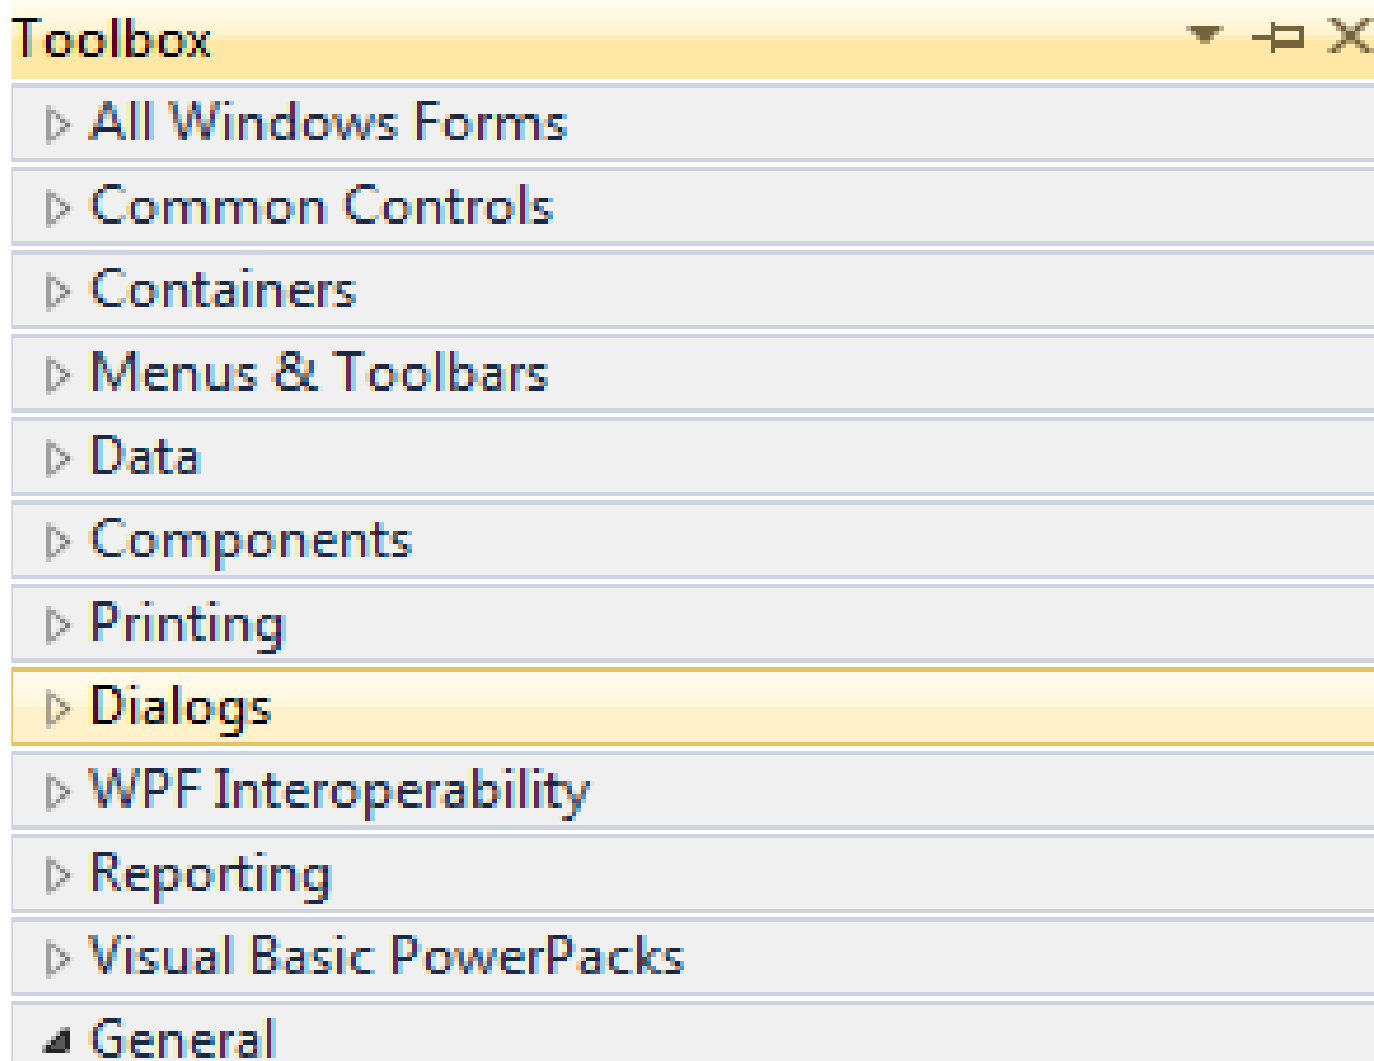 Toolbox
All Windows Forms
Common Controls
Containers
Menus & Toolbars
Data
Components
Printing
Dialogs
WPF Interoperability
Reporting
Visual Basic PowerPacks
General